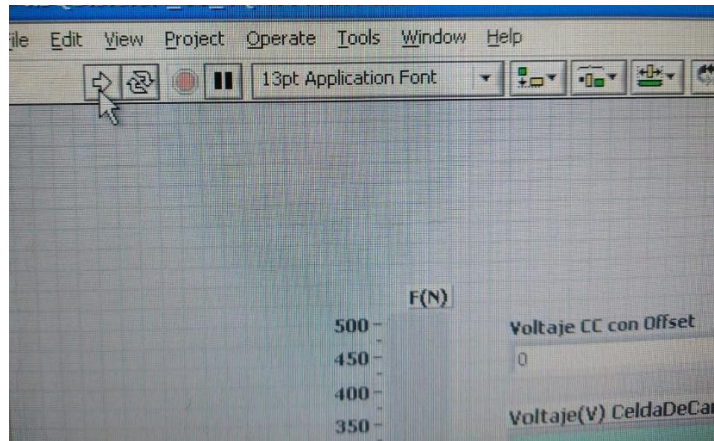 File Edit View Project Operate Tools Window Help
13pt Application Font
F(N)
500
Voltaje CC con Offset
450
0
400
Voltaje(V) CeldaDeCar
350